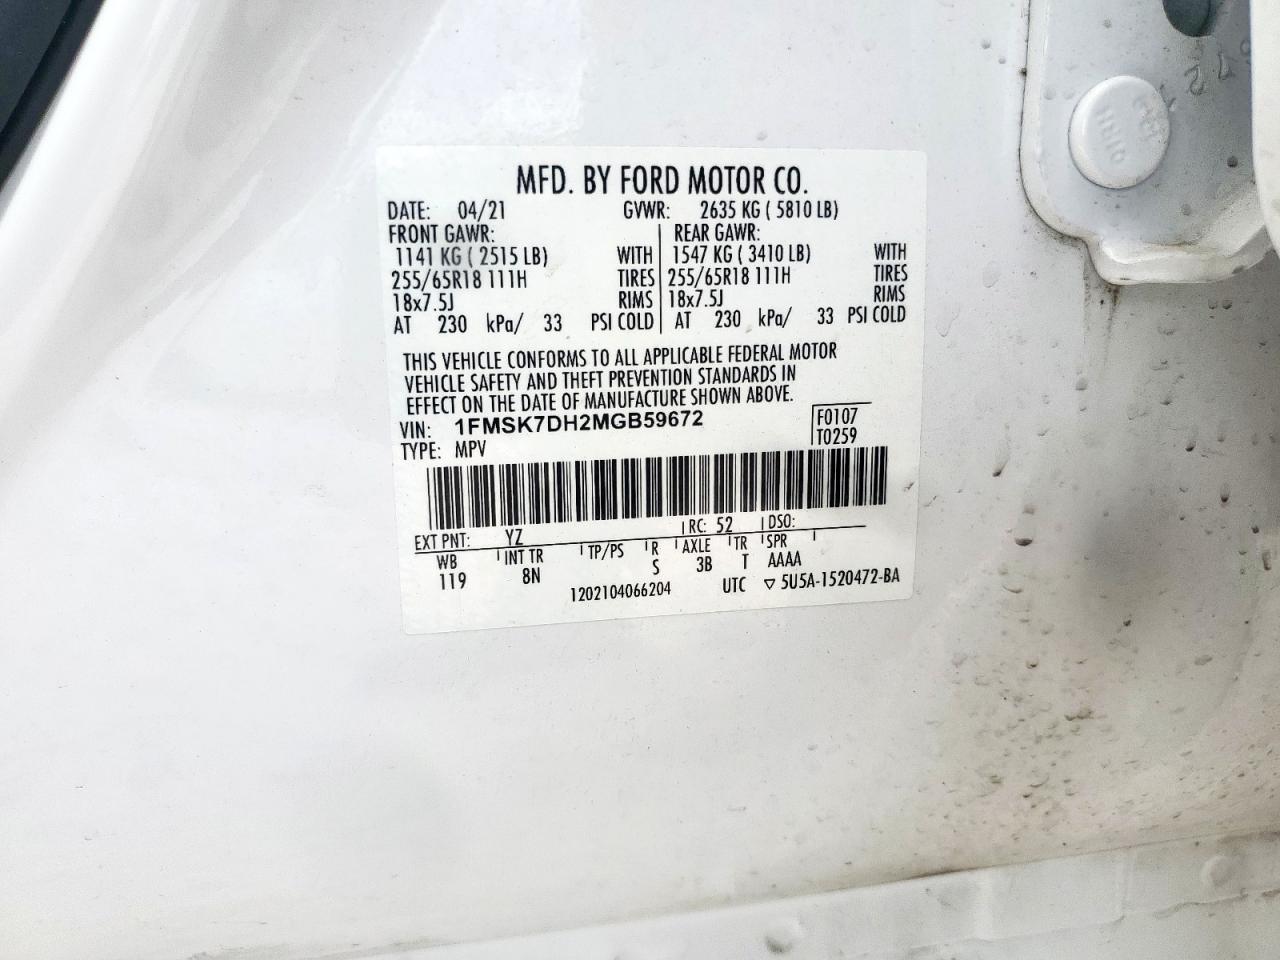 MFD. BY FORD MOTOR CO.
DATE: 04/21 GVWR: 2635 KG ( 5810 LB)
FRONT GAWR: REAR GAWR:
1141 KG ( 2515 LB) WITH 1547 KG ( 3410 LB) WITH
255/65R18 111H TIRES 255/65R18 111H TIRES
18x7.5J RIMS 18x7.5J RIMS
AT 230 kPa/ 33 PSI COLD AT 230 kPa/ 33 PSI COLD
THIS VEHICLE CONFORMS TO ALL APPLICABLE FEDERAL MOTOR
VEHICLE SAFETY AND THEFT PREVENTION STANDARDS IN
EFFECT ON THE DATE OF MANUFACTURE SHOWN ABOVE.
VIN: 1FMSK7DH2MGB59672 F0107
TYPE: MPV T0259
EXT PNT: YZ RC: 52 DSO:
WB INT TR TP/PS R AXLE TR SPR
119 8N S 3B T AAAA
1202104066204 UTC ▽ 5U5A-1520472-BA